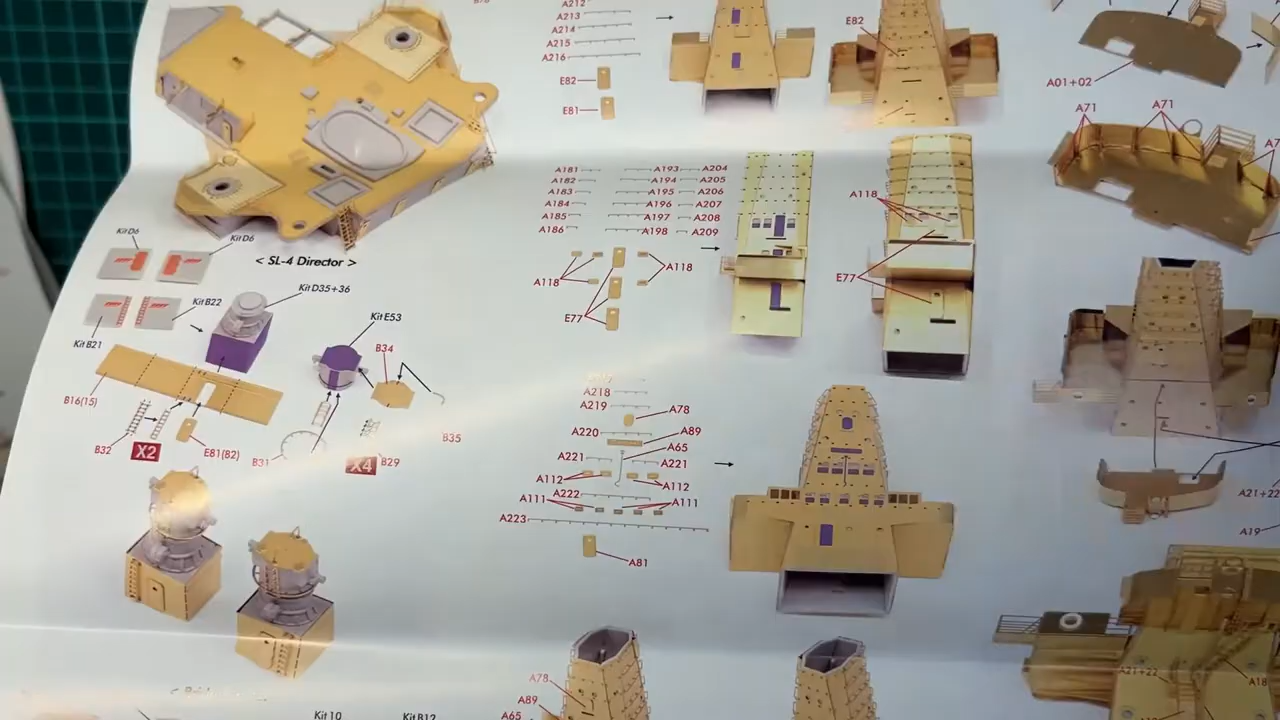 A212
A213
A214
A215
A216
E82
E81
E82
A01+02
A71
A71
A181
A182
A183
A184
A185
A186
A193
A194
A195
A196
A197
A198
A204
A205
A206
A207
A208
A209
A118
A118
E77
A118
E77
Kit D6
Kit D6
< SL-4 Director >
Kit D35+36
Kit B22
Kit B21
Kit E53
B34
B16(15)
B32
X2
E81(82)
B31
X4
B29
B35
A218
A219
A78
A220
A89
A65
A221
A221
A112
A112
A111
A222
A111
A223
A81
A21+22
A19
A78
A89
A65
A21+22
A18
Kit 10
Kit B12